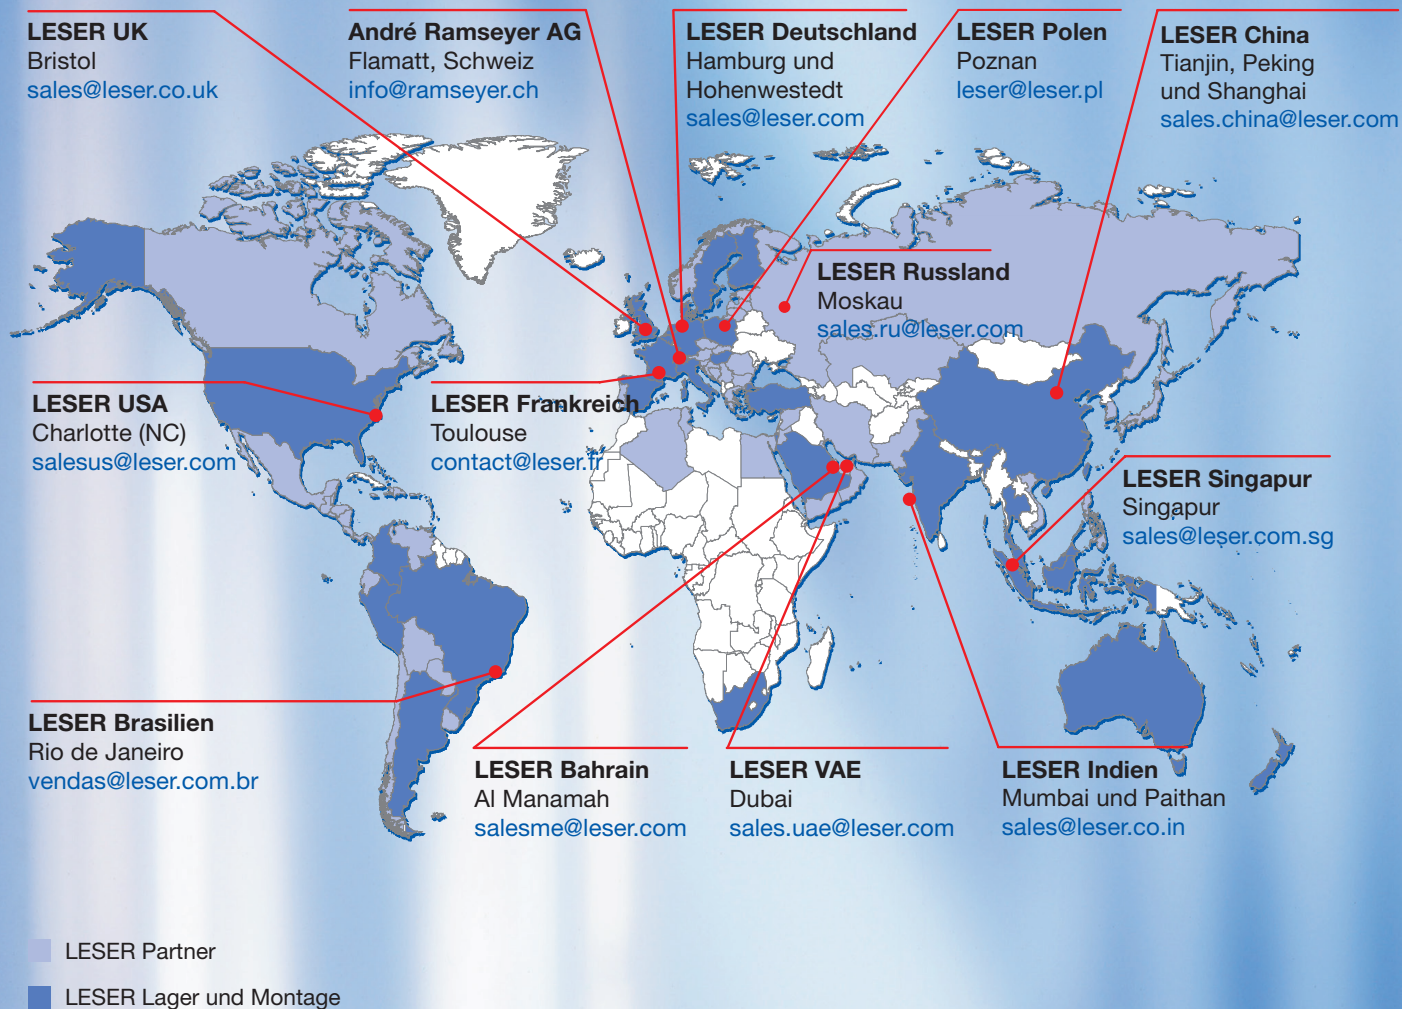 LESER UK
Bristol
sales@leser.co.uk
André Ramseyer AG
Flamatt, Schweiz
info@ramseyer.ch
LESER Deutschland
Hamburg und
Hohenwestedt
sales@leser.com
LESER Polen
Poznan
leser@leser.pl
LESER China
Tianjin, Peking
und Shanghai
sales.china@leser.com
LESER Russland
Moskau
sales.ru@leser.com
LESER USA
Charlotte (NC)
salesus@leser.com
LESER Frankreich
Toulouse
contact@leser.fr
LESER Singapur
Singapur
sales@leser.com.sg
LESER Brasilien
Rio de Janeiro
vendas@leser.com.br
LESER Bahrain
Al Manamah
salesme@leser.com
LESER VAE
Dubai
sales.uae@leser.com
LESER Indien
Mumbai und Paithan
sales@leser.co.in
LESER Partner
LESER Lager und Montage